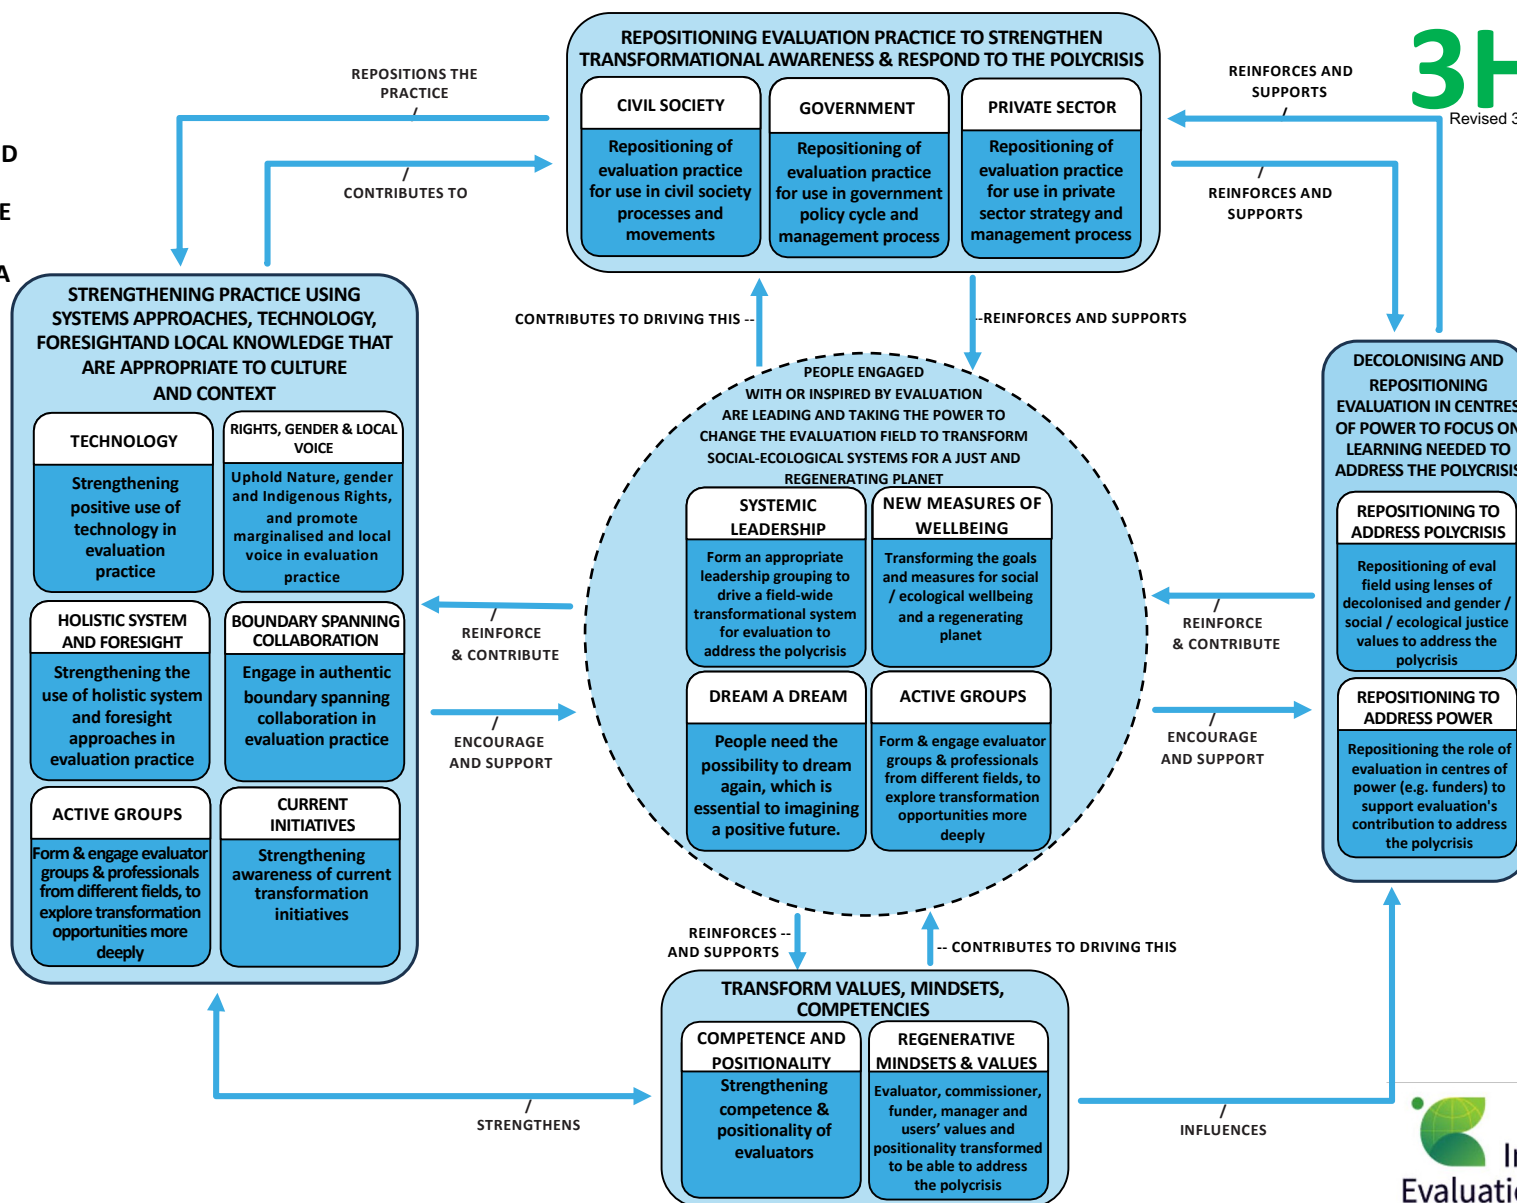 REPOSITIONING EVALUATION PRACTICE TO STRENGTHEN
TRANSFORMATIONAL AWARENESS & RESPOND TO THE POLYCRISIS
CIVIL SOCIETY
Repositioning of
evaluation practice
for use in civil society
processes and
movements
GOVERNMENT
Repositioning of
evaluation practice
for use in government
policy cycle and
management process
PRIVATE SECTOR
Repositioning of
evaluation practice
for use in private
sector strategy and
management process
3H
Revised 3
REPOSITIONS THE
PRACTICE
/
/
CONTRIBUTES TO
REINFORCES AND
SUPPORTS
/
/
REINFORCES AND
SUPPORTS
D
E
A
STRENGTHENING PRACTICE USING
SYSTEMS APPROACHES, TECHNOLOGY,
FORESIGHTAND LOCAL KNOWLEDGE THAT
ARE APPROPRIATE TO CULTURE
AND CONTEXT
TECHNOLOGY
Strengthening
positive use of
technology in
evaluation
practice
RIGHTS, GENDER & LOCAL
VOICE
Uphold Nature, gender
and Indigenous Rights,
and promote
marginalised and local
voice in evaluation
practice
HOLISTIC SYSTEM
AND FORESIGHT
Strengthening the
use of holistic system
and foresight
approaches in
evaluation practice
BOUNDARY SPANNING
COLLABORATION
Engage in authentic
boundary spanning
collaboration in
evaluation practice
ACTIVE GROUPS
Form & engage evaluator
groups & professionals
from different fields, to
explore transformation
opportunities more
deeply
CURRENT
INITIATIVES
Strengthening
awareness of current
transformation
initiatives
CONTRIBUTES TO DRIVING THIS --
--REINFORCES AND SUPPORTS
PEOPLE ENGAGED
WITH OR INSPIRED BY EVALUATION
ARE LEADING AND TAKING THE POWER TO
CHANGE THE EVALUATION FIELD TO TRANSFORM
SOCIAL-ECOLOGICAL SYSTEMS FOR A JUST AND
REGENERATING PLANET
SYSTEMIC
LEADERSHIP
Form an appropriate
leadership grouping to
drive a field-wide
transformational system
for evaluation to
address the polycrisis
NEW MEASURES OF
WELLBEING
Transforming the goals
and measures for social
/ ecological wellbeing
and a regenerating
planet
DREAM A DREAM
People need the
possibility to dream
again, which is
essential to imagining
a positive future.
ACTIVE GROUPS
Form & engage evaluator
groups & professionals
from different fields, to
explore transformation
opportunities more
deeply
/
REINFORCE
& CONTRIBUTE
/
ENCOURAGE
AND SUPPORT
/
REINFORCE
& CONTRIBUTE
/
ENCOURAGE
AND SUPPORT
DECOLONISING AND
REPOSITIONING
EVALUATION IN CENTRES
OF POWER TO FOCUS ON
LEARNING NEEDED TO
ADDRESS THE POLYCRISIS
REPOSITIONING TO
ADDRESS POLYCRISIS
Repositioning of eval
field using lenses of
decolonised and gender /
social / ecological justice
values to address the
polycrisis
REPOSITIONING TO
ADDRESS POWER
Repositioning the role of
evaluation in centres of
power (e.g. funders) to
support evaluation's
contribution to address
the polycrisis
REINFORCES --
AND SUPPORTS
-- CONTRIBUTES TO DRIVING THIS
TRANSFORM VALUES, MINDSETS,
COMPETENCIES
COMPETENCE AND
POSITIONALITY
Strengthening
competence &
positionality of
evaluators
REGENERATIVE
MINDSETS & VALUES
Evaluator, commissioner,
funder, manager and
users' values and
positionality transformed
to be able to address
the polycrisis
/
STRENGTHENS
/
INFLUENCES
In
Evaluatio